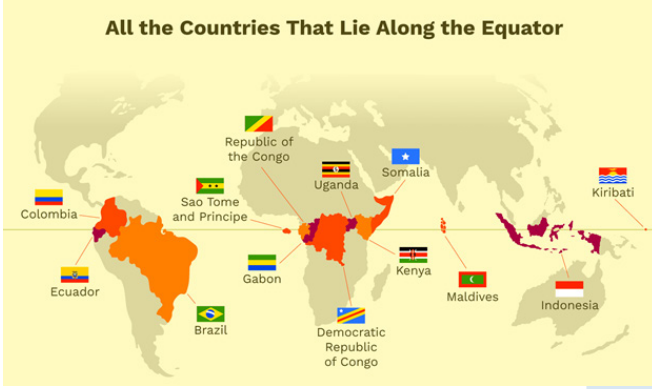 All the Countries That Lie Along the Equator
Republic of
the Congo
Somalia
Uganda
Kiribati
Sao Tome
and Principe
Colombia
Gabon
Kenya
Ecuador
Maldives
Indonesia
Brazil
Democratic
Republic
of Congo